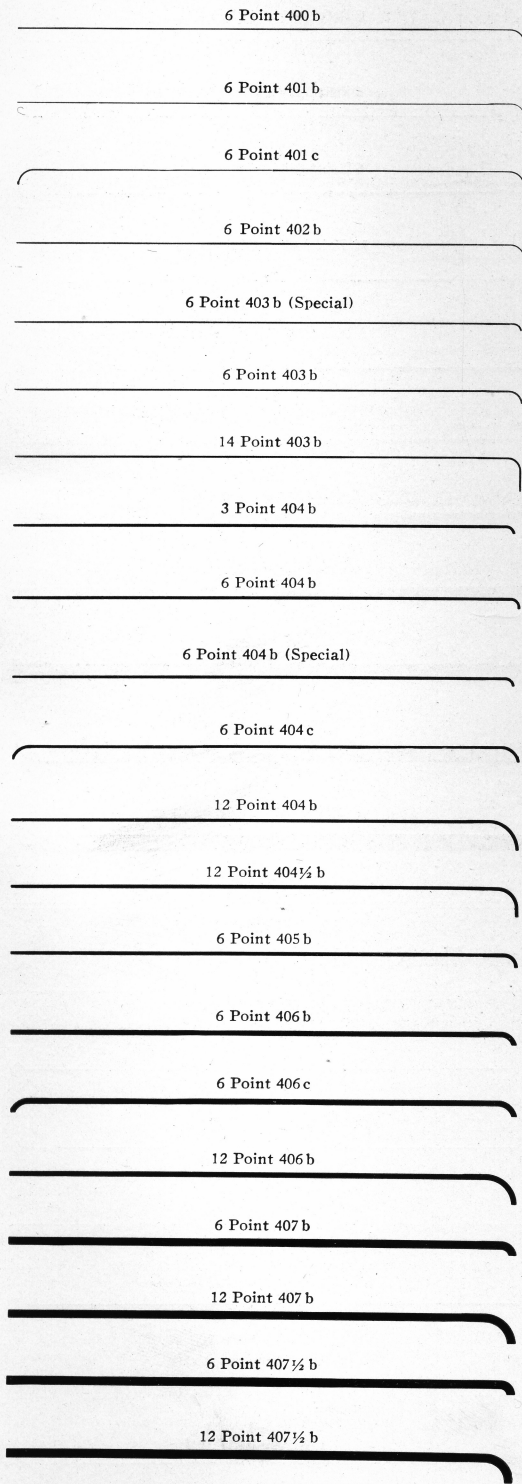 6 Point 400 b
6 Point 401 b
6 Point 401 c
6 Point 402 b
6 Point 403 b (Special)
6 Point 403 b
14 Point 403 b
3 Point 404 b
6 Point 404 b
6 Point 404 b (Special)
6 Point 404 c
12 Point 404 b
12 Point 404½ b
6 Point 405 b
6 Point 406 b
6 Point 406 c
12 Point 406 b
6 Point 407 b
12 Point 407 b
6 Point 407½ b
12 Point 407½ b